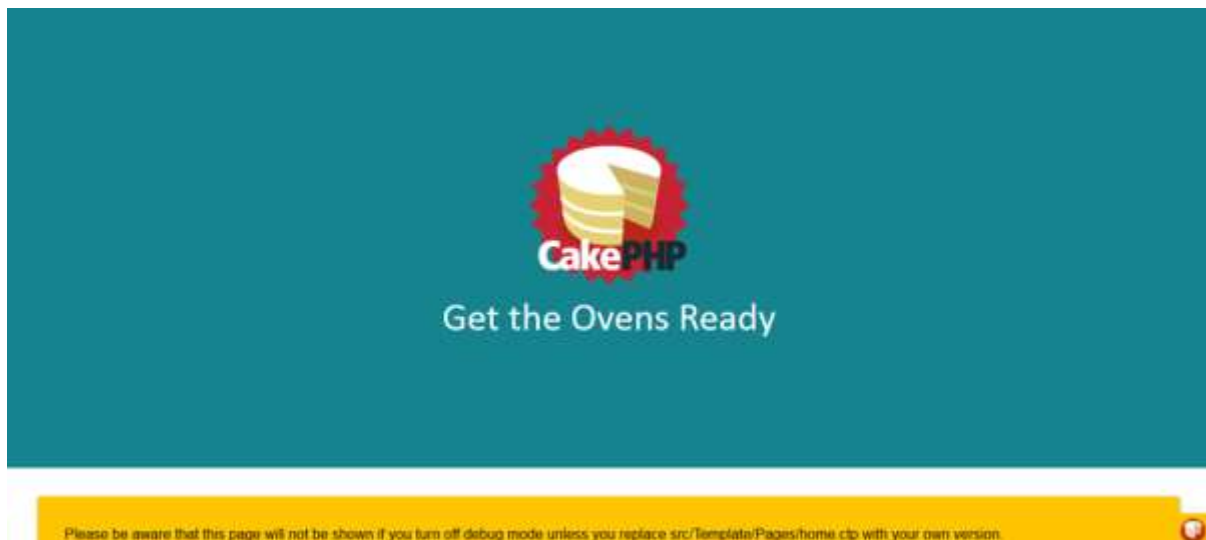 CakePHP
Get the Ovens Ready
Please be aware that this page will not be shown if you turn off debug mode unless you replace src/Template/Pages/home.ctp with your own version.